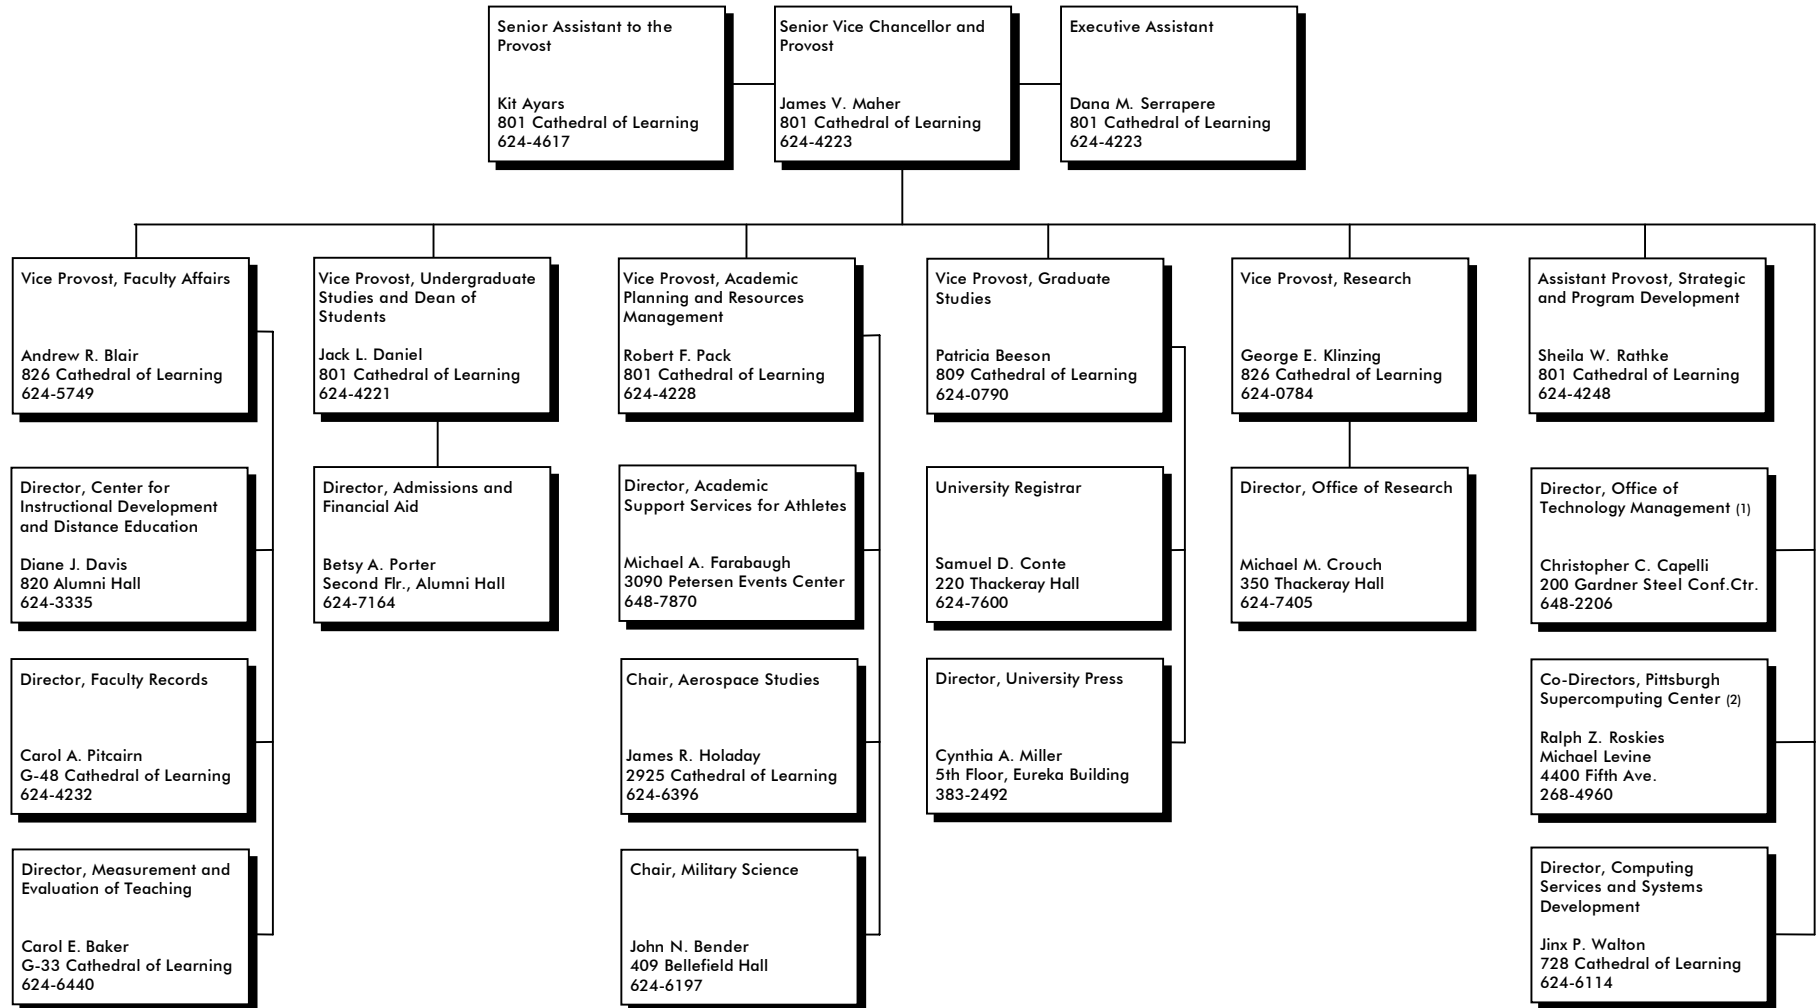 Senior Assistant to the
Provost
Kit Ayars
801 Cathedral of Learning
624-4617
Senior Vice Chancellor and
Provost
James V. Maher
801 Cathedral of Learning
624-4223
Executive Assistant
Dana M. Serrapere
801 Cathedral of Learning
624-4223
Vice Provost, Faculty Affairs
Andrew R. Blair
826 Cathedral of Learning
624-5749
Vice Provost, Undergraduate
Studies and Dean of
Students
Jack L. Daniel
801 Cathedral of Learning
624-4221
Vice Provost, Academic
Planning and Resources
Management
Robert F. Pack
801 Cathedral of Learning
624-4228
Vice Provost, Graduate
Studies
Patricia Beeson
809 Cathedral of Learning
624-0790
Vice Provost, Research
George E. Klinzing
826 Cathedral of Learning
624-0784
Assistant Provost, Strategic
and Program Development
Sheila W. Rathke
801 Cathedral of Learning
624-4248
Director, Center for
Instructional Development
and Distance Education
Diane J. Davis
820 Alumni Hall
624-3335
Director, Admissions and
Financial Aid
Betsy A. Porter
Second Flr., Alumni Hall
624-7164
Director, Academic
Support Services for Athletes
Michael A. Farabaugh
3090 Petersen Events Center
648-7870
University Registrar
Samuel D. Conte
220 Thackeray Hall
624-7600
Director, Office of Research
Michael M. Crouch
350 Thackeray Hall
624-7405
Director, Office of
Technology Management (1)
Christopher C. Capelli
200 Gardner Steel Conf.Ctr.
648-2206
Director, Faculty Records
Carol A. Pitcairn
G-48 Cathedral of Learning
624-4232
Chair, Aerospace Studies
James R. Holaday
2925 Cathedral of Learning
624-6396
Director, University Press
Cynthia A. Miller
5th Floor, Eureka Building
383-2492
Co-Directors, Pittsburgh
Supercomputing Center (2)
Ralph Z. Roskies
Michael Levine
4400 Fifth Ave.
268-4960
Director, Measurement and
Evaluation of Teaching
Carol E. Baker
G-33 Cathedral of Learning
624-6440
Chair, Military Science
John N. Bender
409 Bellefield Hall
624-6197
Director, Computing
Services and Systems
Development
Jinx P. Walton
728 Cathedral of Learning
624-6114